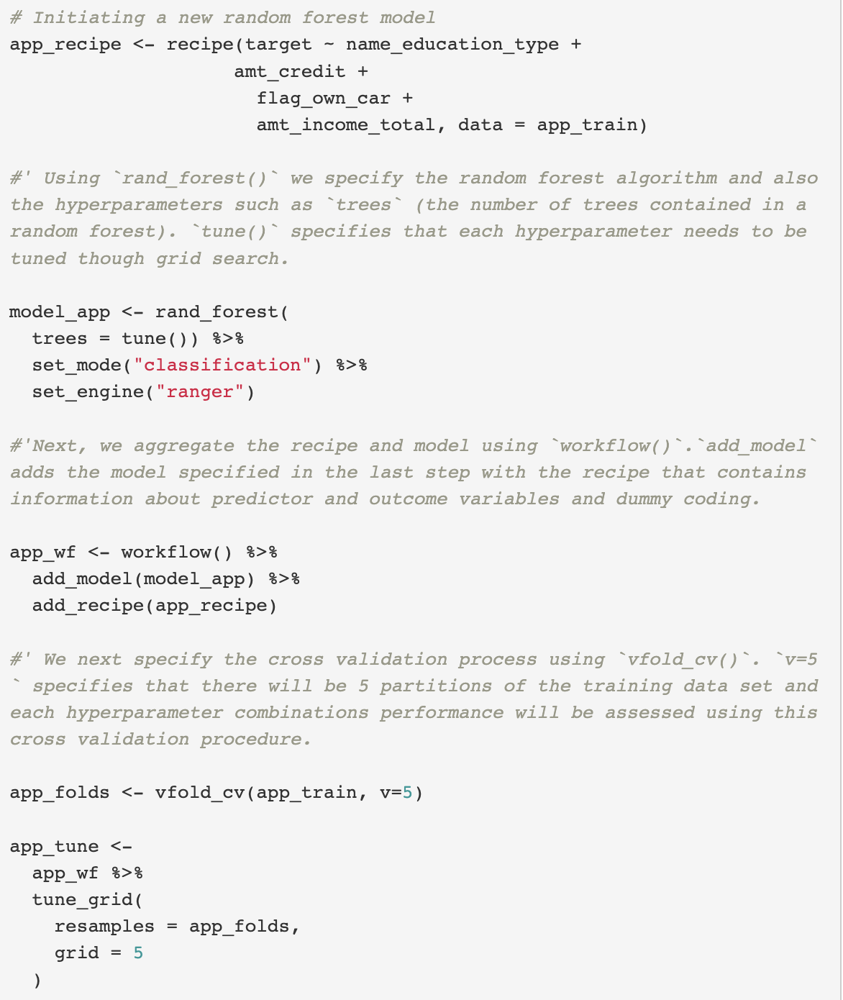 # Initiating a new random forest model
app_recipe <- recipe(target ~ name_education_type +
                    amt_credit +
                      flag_own_car +
                      amt_income_total, data = app_train)

#' Using `rand_forest()` we specify the random forest algorithm and also
the hyperparameters such as `trees` (the number of trees contained in a
random forest). `tune()` specifies that each hyperparameter needs to be
tuned though grid search.

model_app <- rand_forest(
  trees = tune()) %>%
  set_mode("classification") %>%
  set_engine("ranger")

#'Next, we aggregate the recipe and model using `workflow()`.`add_model`
adds the model specified in the last step with the recipe that contains
information about predictor and outcome variables and dummy coding.

app_wf <- workflow() %>%
  add_model(model_app) %>%
  add_recipe(app_recipe)

#' We next specify the cross validation process using `vfold_cv()`. `v=5
` specifies that there will be 5 partitions of the training data set and
each hyperparameter combinations performance will be assessed using this
cross validation procedure.

app_folds <- vfold_cv(app_train, v=5)

app_tune <-
  app_wf %>%
  tune_grid(
    resamples = app_folds,
    grid = 5
  )